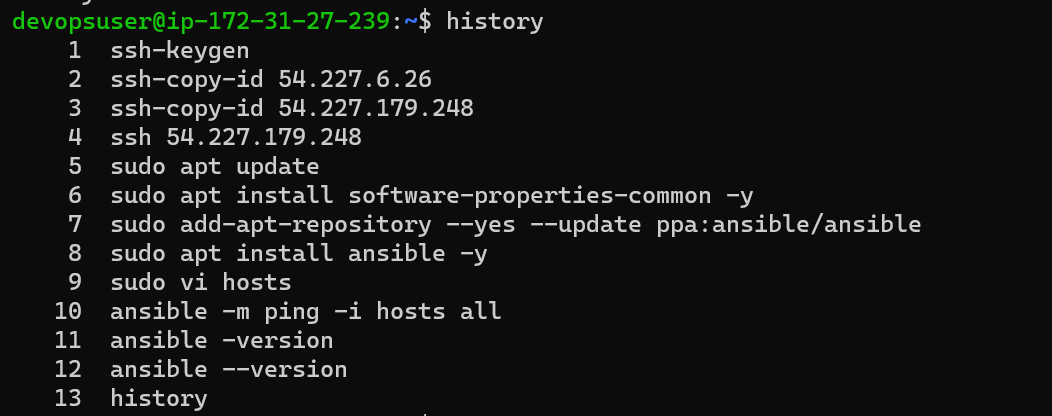 devopsuser@ip-172-31-27-239:~$ history
1 ssh-keygen
2 ssh-copy-id 54.227.6.26
3 ssh-copy-id 54.227.179.248
4 ssh 54.227.179.248
5 sudo apt update
6 sudo apt install software-properties-common -y
7 sudo add-apt-repository --yes --update ppa:ansible/ansible
8 sudo apt install ansible -y
9 sudo vi hosts
10 ansible -m ping -i hosts all
11 ansible -version
12 ansible --version
13 history